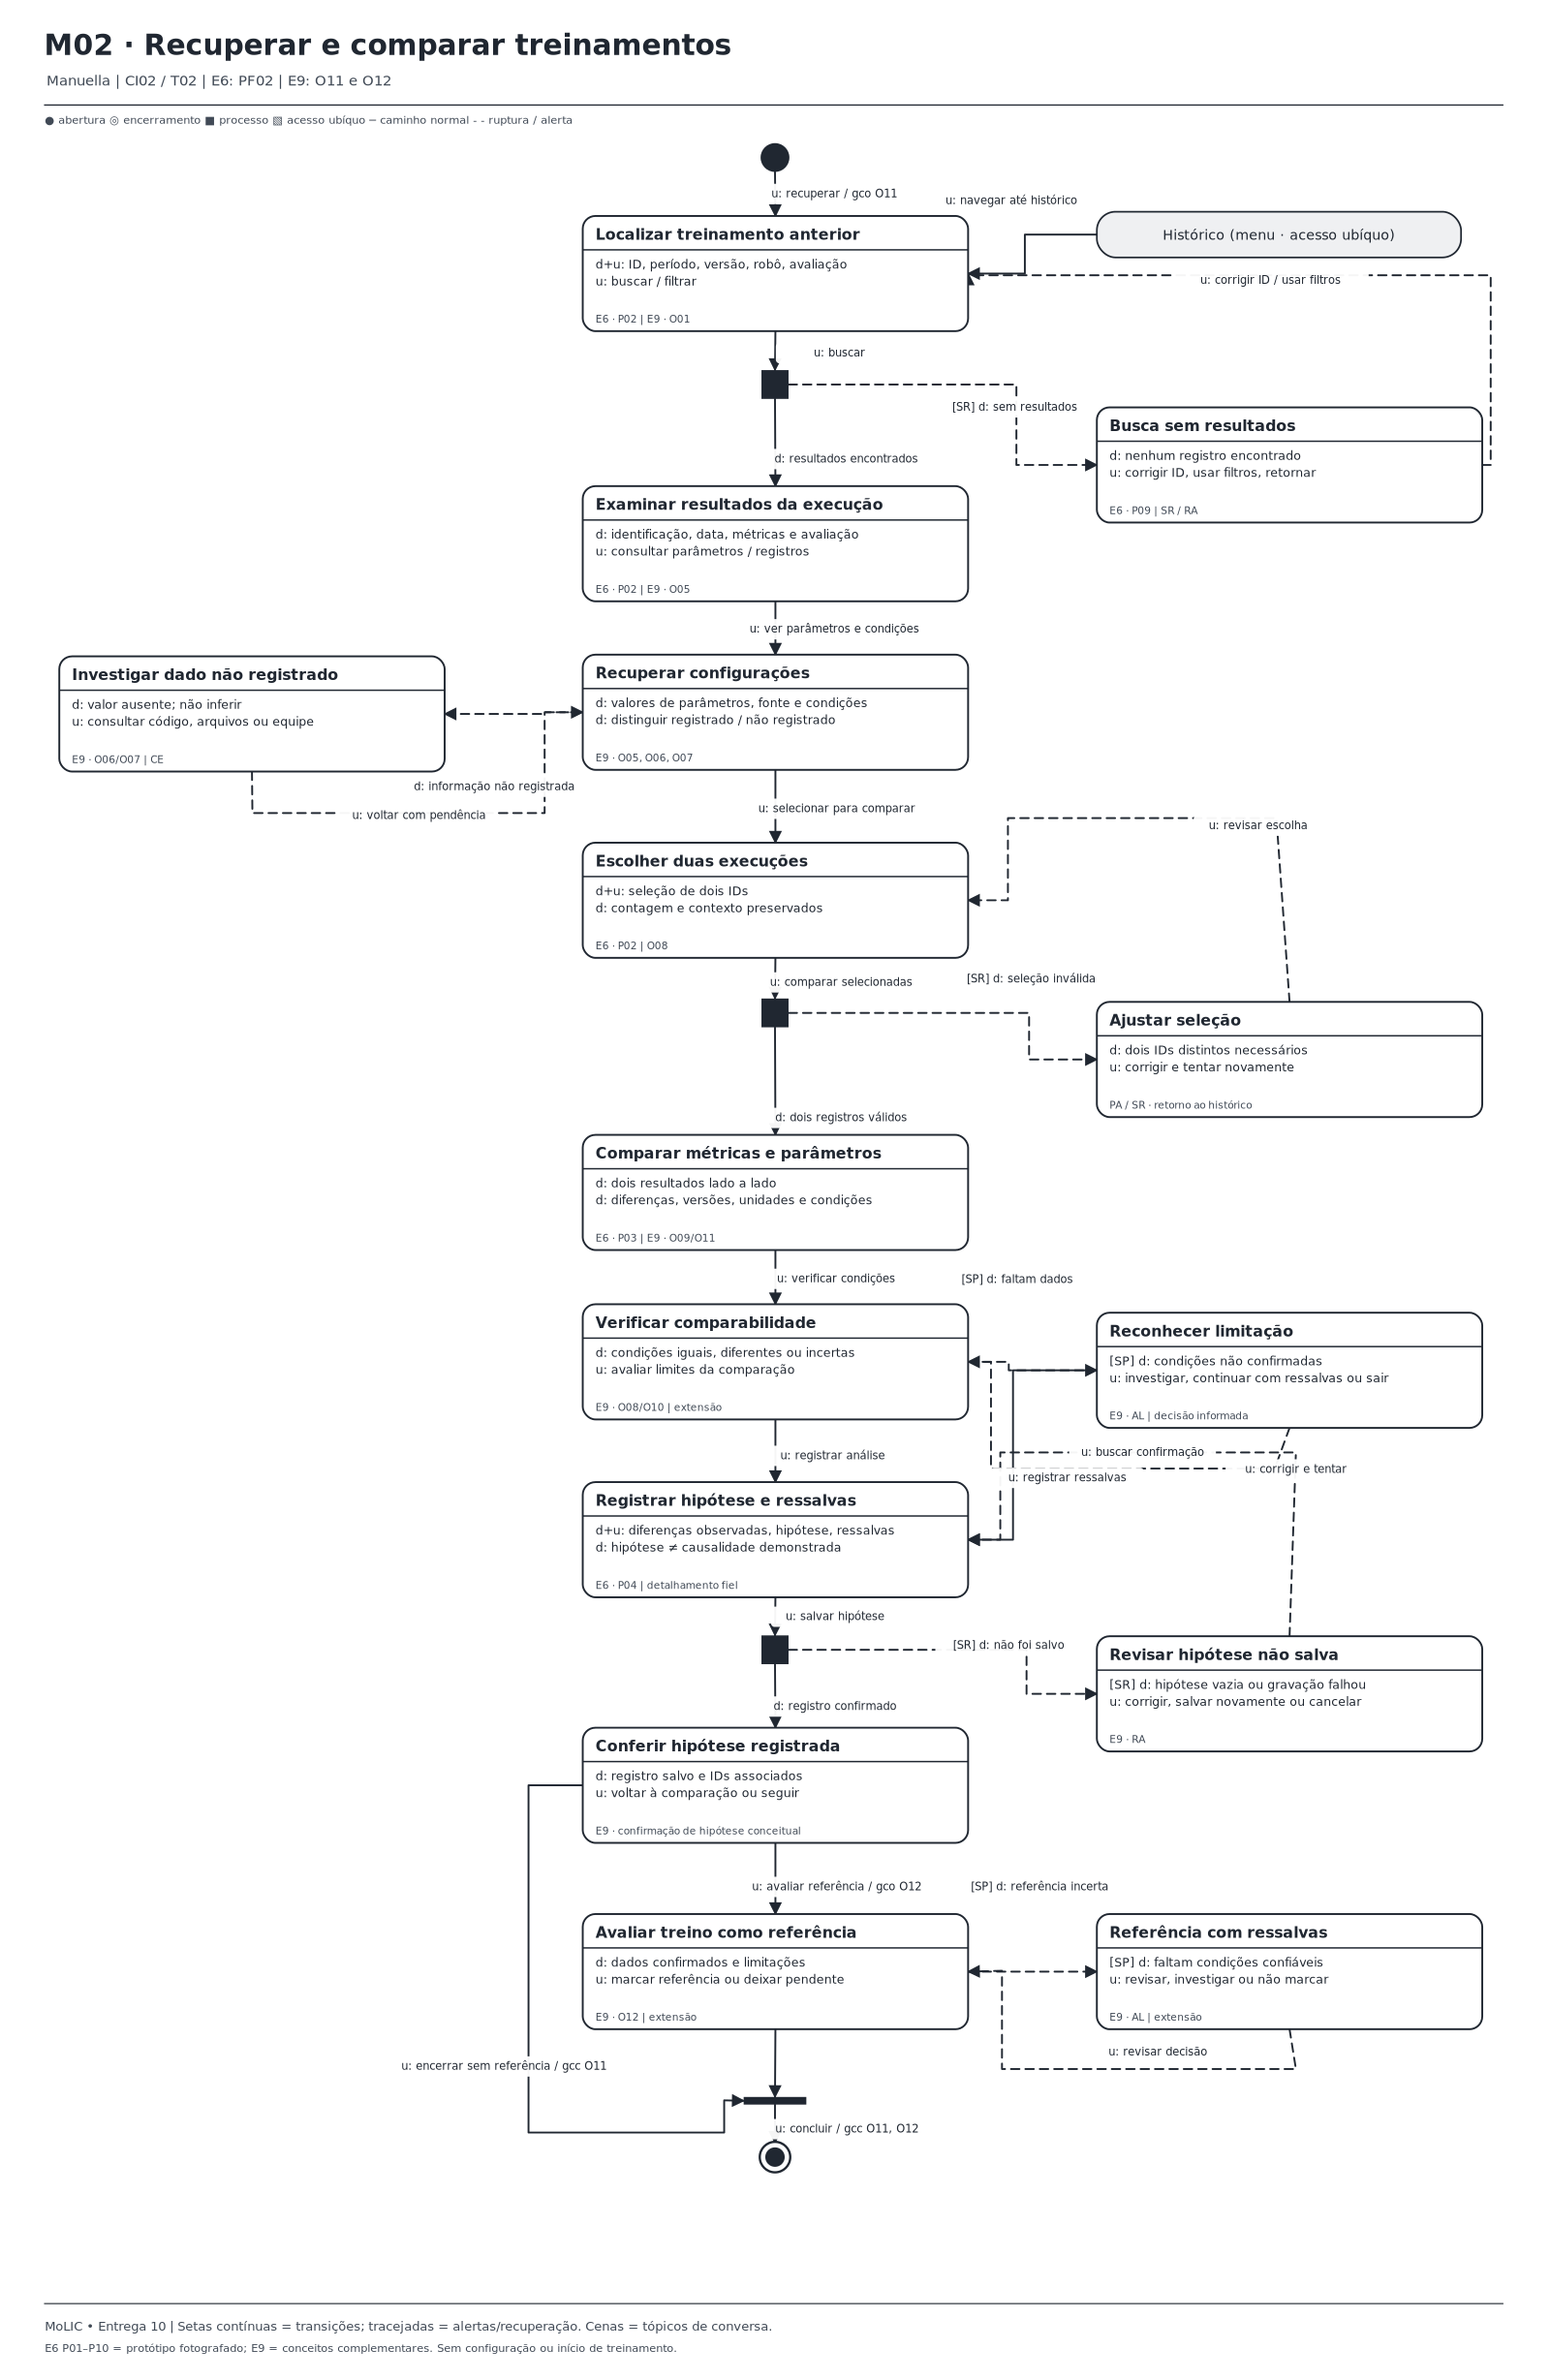 M02 · Recuperar e comparar treinamentos
Manuella | CI02 / T02 | E6: PF02 | E9: O11 e O12
● abertura ◎ encerramento ■ processo ▧ acesso ubíquo ─ caminho normal - - ruptura / alerta
u: recuperar / gco O11
u: navegar até histórico
Histórico (menu · acesso ubíquo)
Localizar treinamento anterior
d+u: ID, período, versão, robô, avaliação
u: buscar / filtrar
E6 · P02 | E9 · O01
u: corrigir ID / usar filtros
u: buscar
[SR] d: sem resultados
Busca sem resultados
d: nenhum registro encontrado
u: corrigir ID, usar filtros, retornar
E6 · P09 | SR / RA
d: resultados encontrados
Examinar resultados da execução
d: identificação, data, métricas e avaliação
u: consultar parâmetros / registros
E6 · P02 | E9 · O05
u: ver parâmetros e condições
Investigar dado não registrado
d: valor ausente; não inferir
u: consultar código, arquivos ou equipe
E9 · O06/O07 | CE
Recuperar configurações
d: valores de parâmetros, fonte e condições
d: distinguir registrado / não registrado
E9 · O05, O06, O07
d: informação não registrada
u: voltar com pendência
u: selecionar para comparar
u: revisar escolha
Escolher duas execuções
d+u: seleção de dois IDs
d: contagem e contexto preservados
E6 · P02 | O08
u: comparar selecionadas
[SR] d: seleção inválida
Ajustar seleção
d: dois IDs distintos necessários
u: corrigir e tentar novamente
PA / SR · retorno ao histórico
d: dois registros válidos
Comparar métricas e parâmetros
d: dois resultados lado a lado
d: diferenças, versões, unidades e condições
E6 · P03 | E9 · O09/O11
u: verificar condições
[SP] d: faltam dados
Verificar comparabilidade
d: condições iguais, diferentes ou incertas
u: avaliar limites da comparação
E9 · O08/O10 | extensão
Reconhecer limitação
[SP] d: condições não confirmadas
u: investigar, continuar com ressalvas ou sair
E9 · AL | decisão informada
u: registrar análise
u: buscar confirmação
u: corrigir e tentar
u: registrar ressalvas
Registrar hipótese e ressalvas
d+u: diferenças observadas, hipótese, ressalvas
d: hipótese ≠ causalidade demonstrada
E6 · P04 | detalhamento fiel
u: salvar hipótese
[SR] d: não foi salvo
Revisar hipótese não salva
[SR] d: hipótese vazia ou gravação falhou
u: corrigir, salvar novamente ou cancelar
E9 · RA
d: registro confirmado
Conferir hipótese registrada
d: registro salvo e IDs associados
u: voltar à comparação ou seguir
E9 · confirmação de hipótese conceitual
u: avaliar referência / gco O12
[SP] d: referência incerta
Avaliar treino como referência
d: dados confirmados e limitações
u: marcar referência ou deixar pendente
E9 · O12 | extensão
Referência com ressalvas
[SP] d: faltam condições confiáveis
u: revisar, investigar ou não marcar
E9 · AL | extensão
u: revisar decisão
u: encerrar sem referência / gcc O11
u: concluir / gcc O11, O12
MoLIC • Entrega 10 | Setas contínuas = transições; tracejadas = alertas/recuperação. Cenas = tópicos de conversa.
E6 P01–P10 = protótipo fotografado; E9 = conceitos complementares. Sem configuração ou início de treinamento.